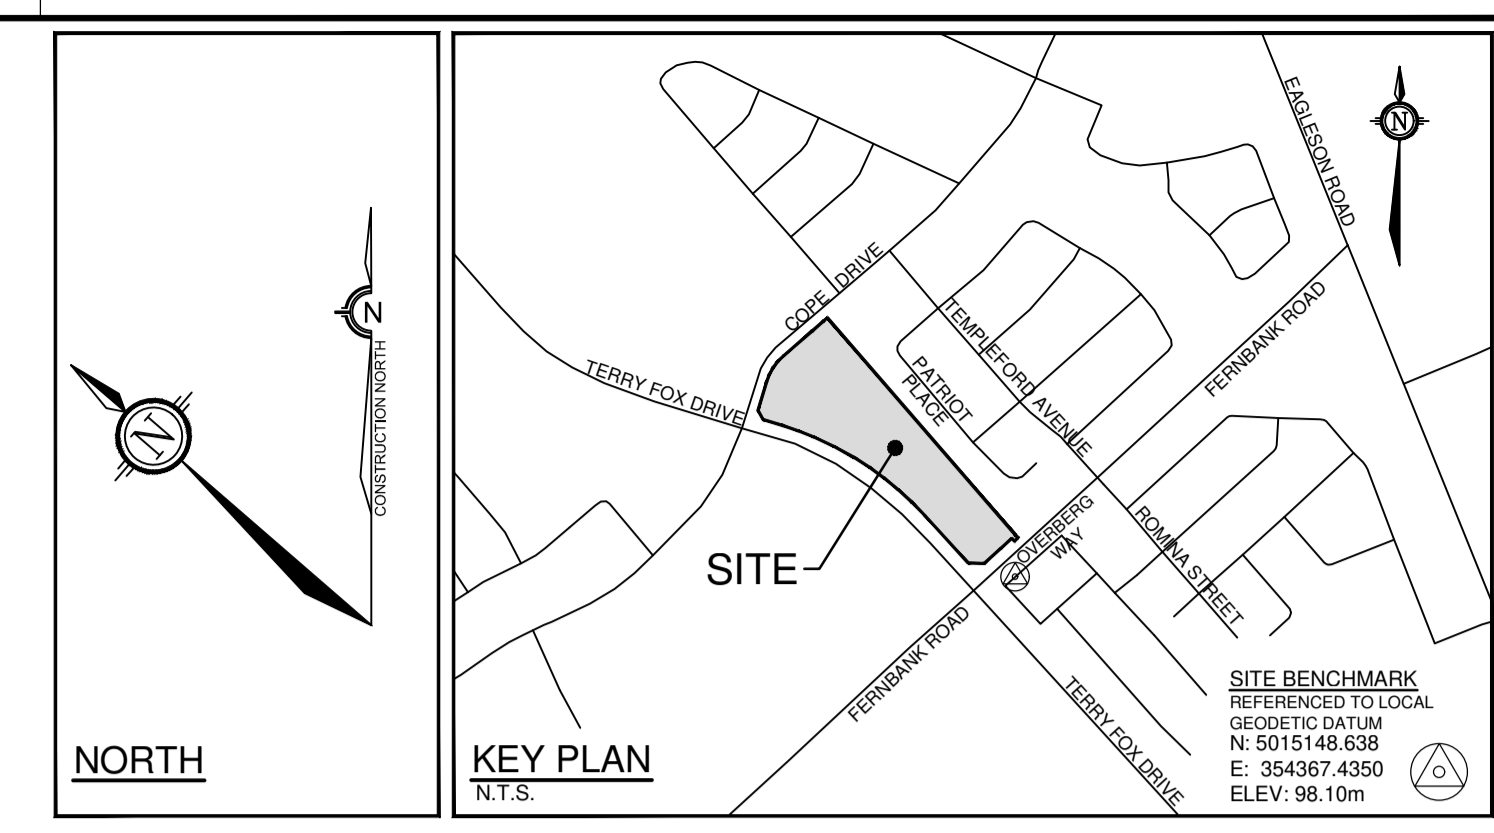 N
N
CONSTRUCTION NORTH
NORTH
EAGLESON ROAD
N
COPE DRIVE
TERRY FOX DRIVE
TEMPLEFORD AVENUE
PATRIOT
PLACE
FERNBANK ROAD
SITE
OVERBERG
WAY
ROMINA STREET
FERNBANK ROAD
TERRY FOX DRIVE
KEY PLAN
N.T.S.
SITE BENCHMARK
REFERENCED TO LOCAL
GEODETIC DATUM
N: 5015148.638
E: 354367.4350
ELEV: 98.10m